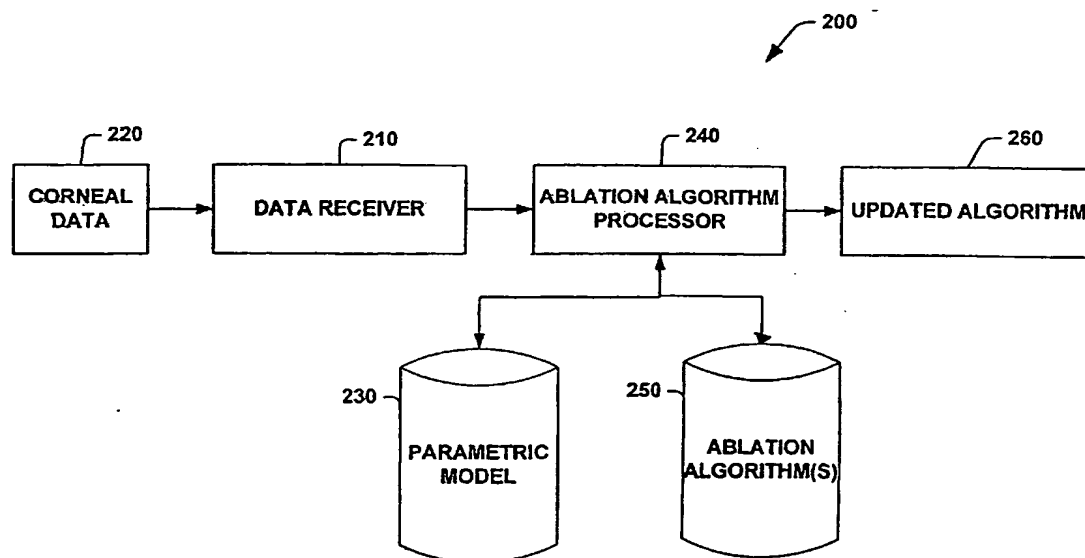 200
220
210
240
260
CORNEAL
DATA
DATA RECEIVER
ABLATION ALGORITHM
PROCESSOR
UPDATED ALGORITHM
230
PARAMETRIC
MODEL
250
ABLATION
ALGORITHM(S)